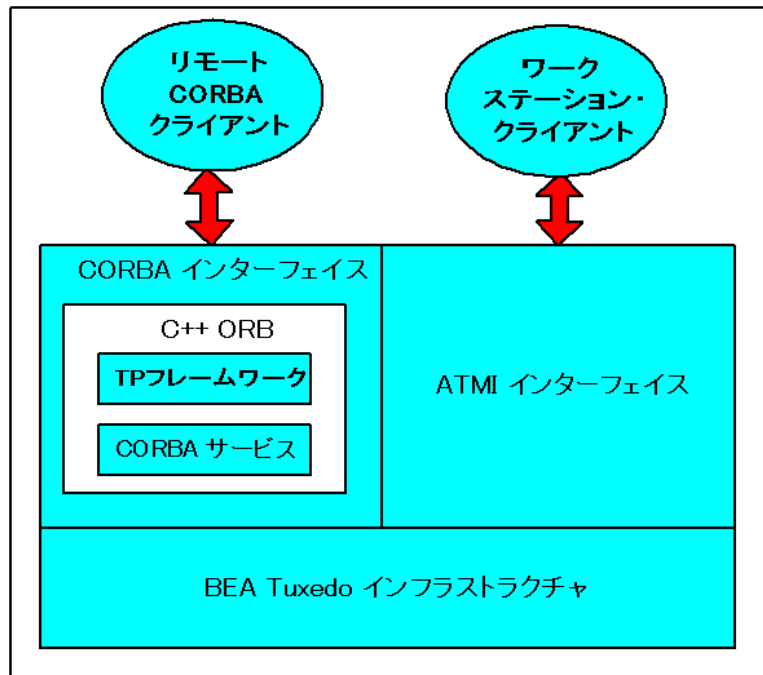 リモート
CORBA
クライアント
ワーク
ステーション・
クライアント
CORBA インターフェイス
C++ ORB
TPフレームワーク
CORBA サービス
ATMI インターフェイス
BEA Tuxedo インフラストラクチャ